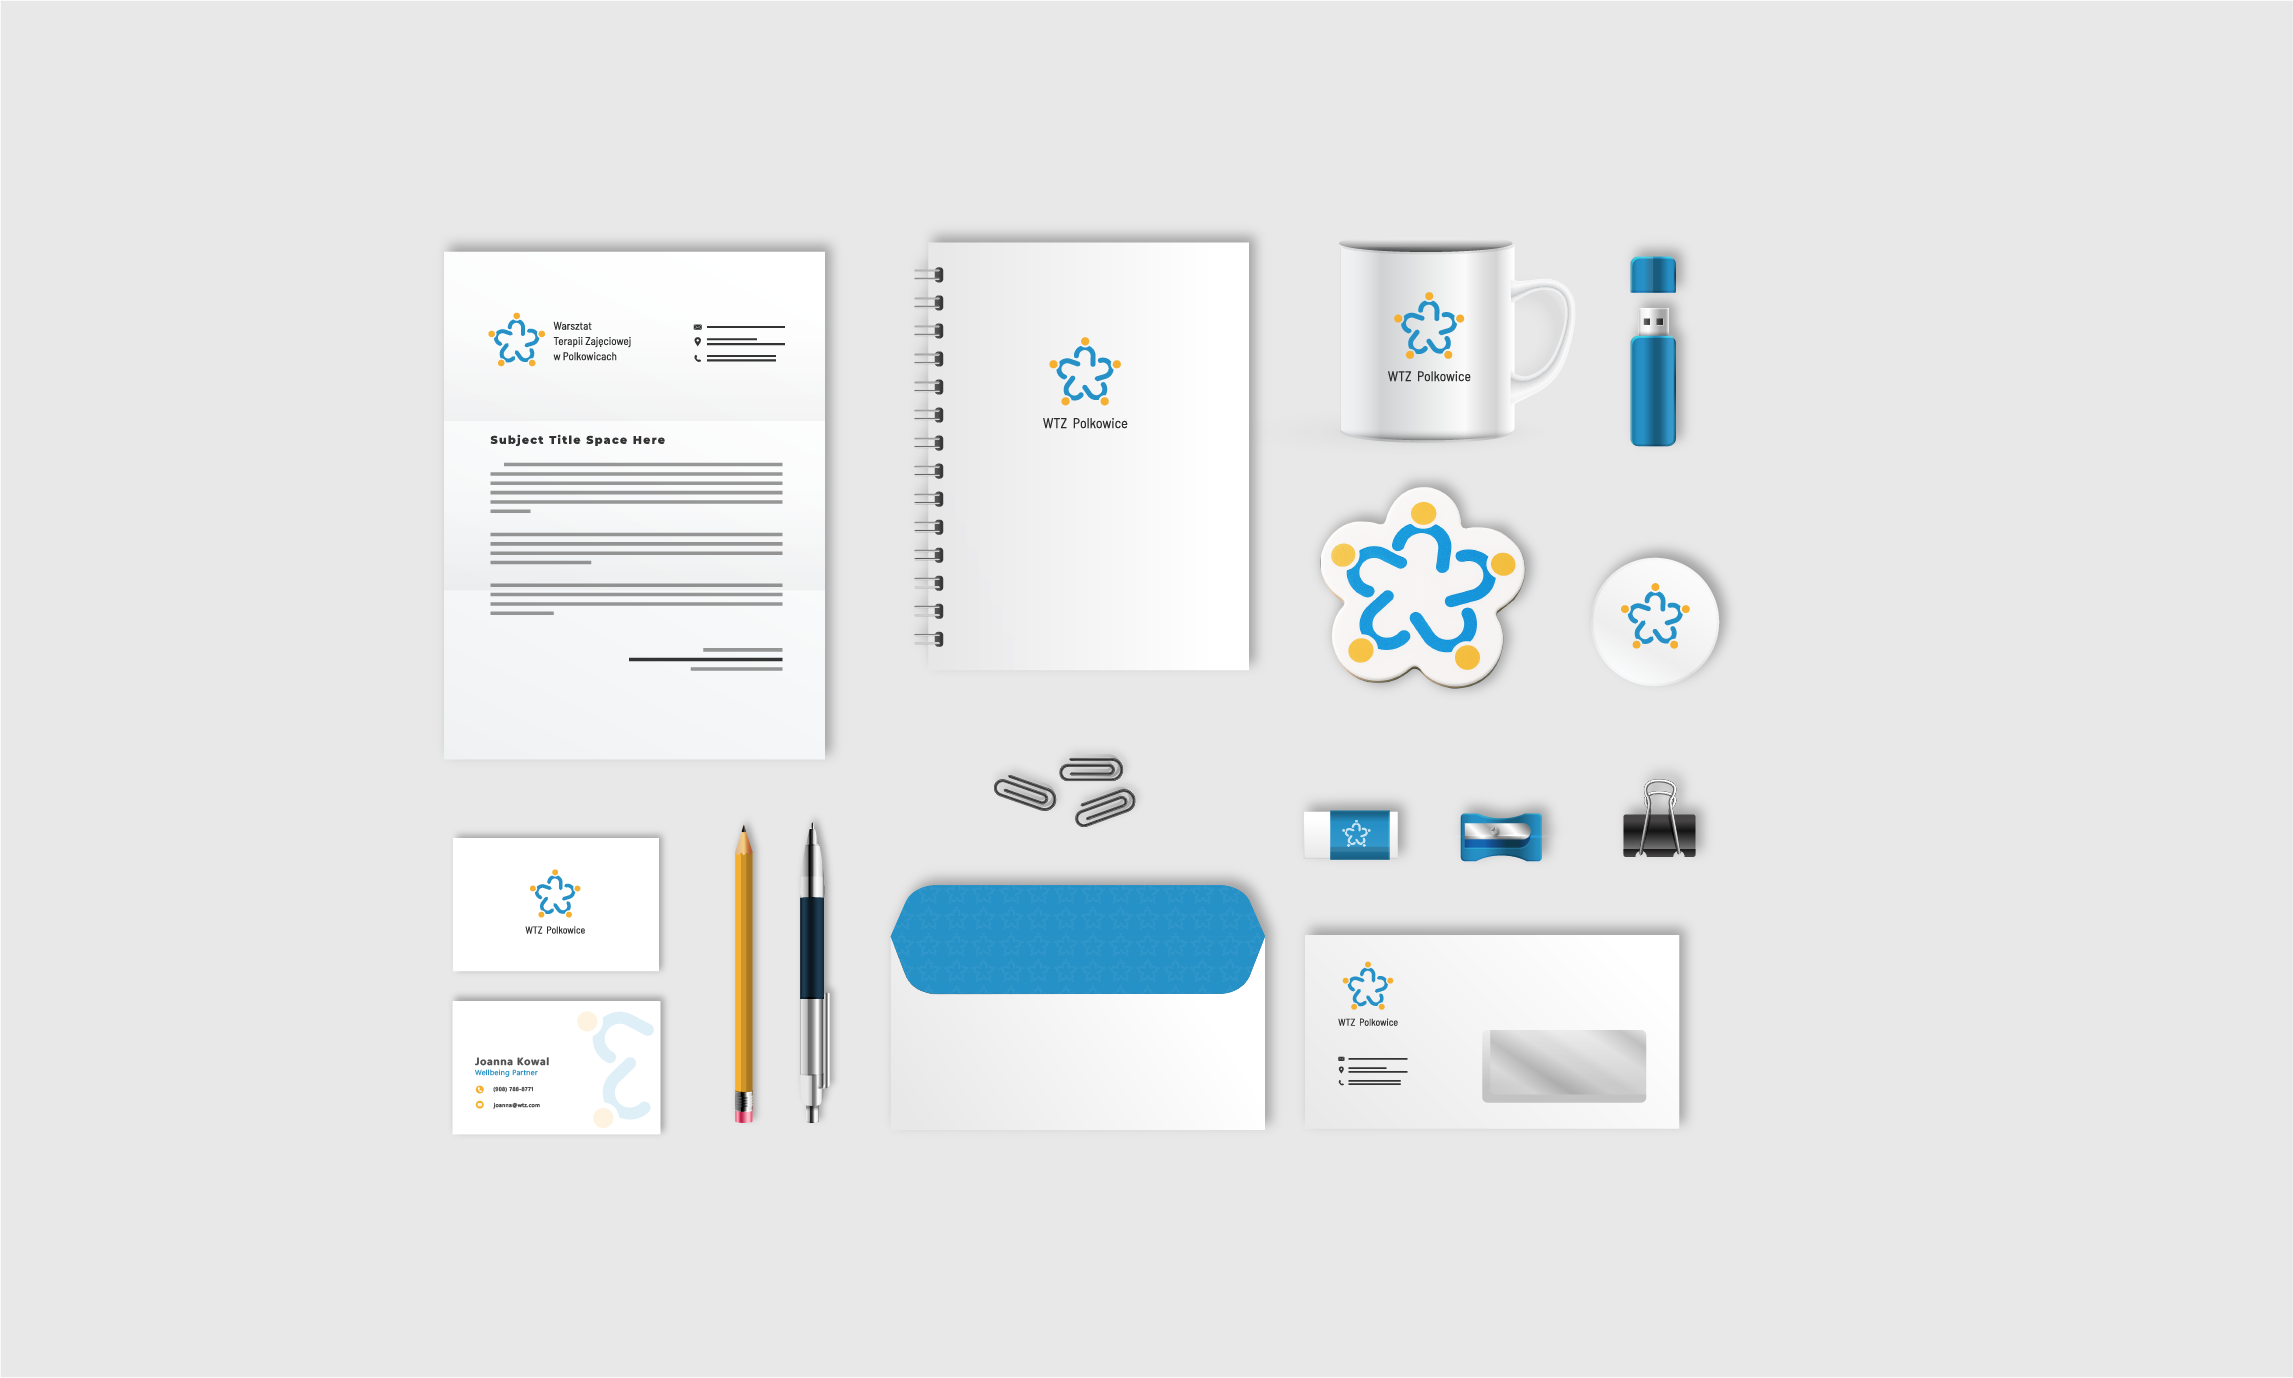 Warsztat
Terapii Zajęciowej
w Polkowicach
Subject Title Space Here
WTZ Polkowice
WTZ Polkowice
WTZ Polkowice
Joanna Kowal
Wellbeing Partner
(908) 788-8771
joanna@wtz.com
WTZ Polkowice